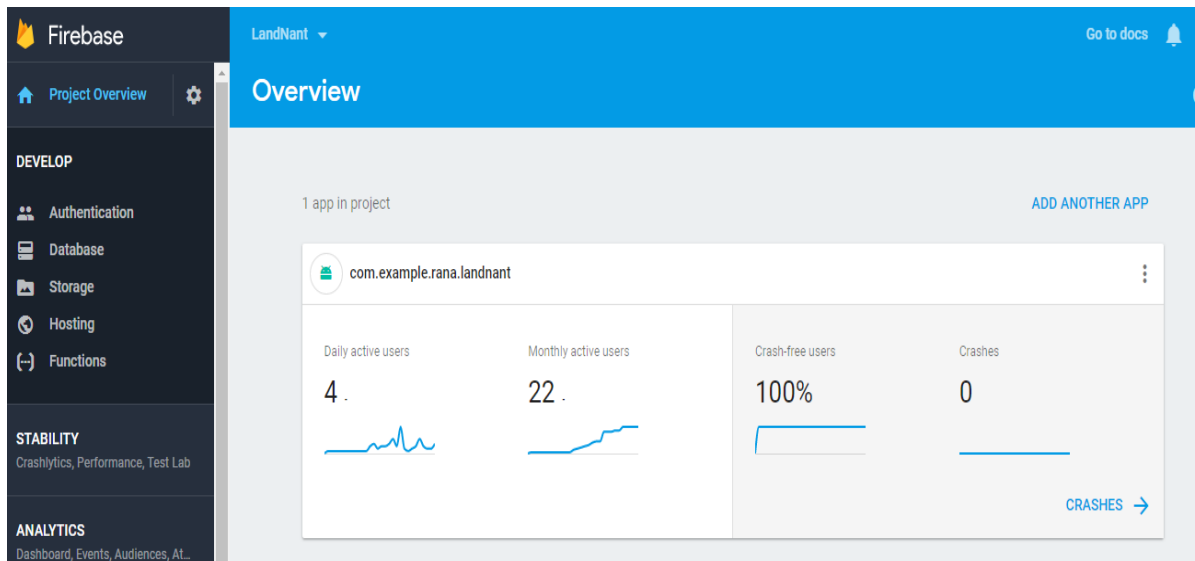 Firebase
Project Overview
DEVELOP
Authentication
Database
Storage
Hosting
Functions
STABILITY
Crashlytics, Performance, Test Lab
ANALYTICS
Dashboard, Events, Audiences, At...
LandNant
Go to docs
Overview
1 app in project
ADD ANOTHER APP
com.example.rana.landnant
Daily active users
4 .
Monthly active users
22 .
Crash-free users
100%
Crashes
0
CRASHES